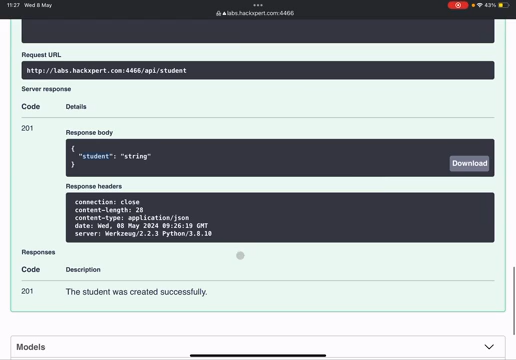 11:27 Wed 8 May
43%
labs.hackxpert.com:4466
Request URL
http://labs.hackxpert.com:4466/api/student
Server response
Code Details
201
Response body
{
"student": "string"
}
Download
Response headers
connection: close
content-length: 28
content-type: application/json
date: Wed, 08 May 2024 09:26:19 GMT
server: Werkzeug/2.2.3 Python/3.8.10
Responses
Code Description
201 The student was created successfully.
Models